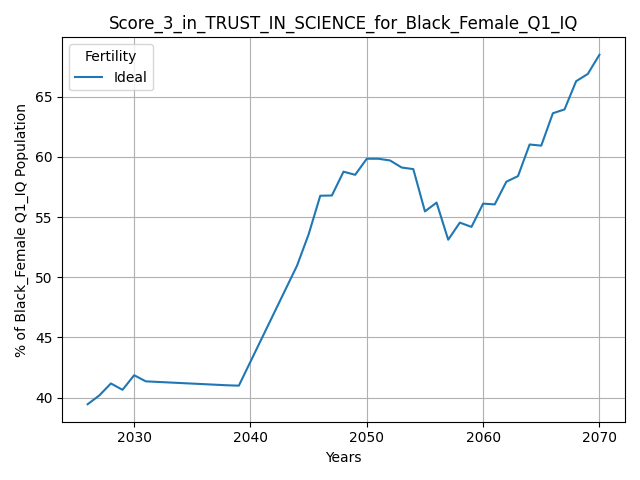 Score_3_in_TRUST_IN_SCIENCE_for_Black_Female_Q1_IQ
Fertility
Ideal
% of Black_Female Q1_IQ Population
65
60
55
50
45
40
2030 2040 2050 2060 2070
Years